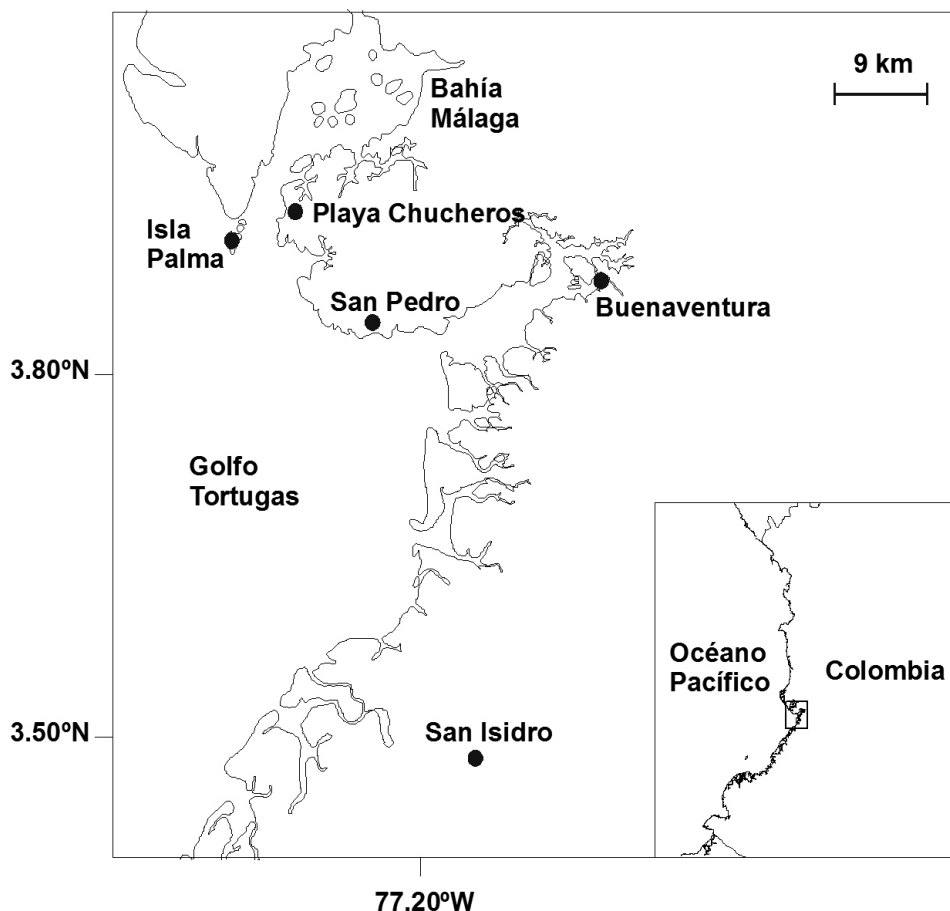 9 km
Bahía
Málaga
Playa Chucheros
Isla
Palma
San Pedro
Buenaventura
3.80ºN
Golfo
Tortugas
Océano
Pacífico
Colombia
San Isidro
3.50ºN
77.20ºW